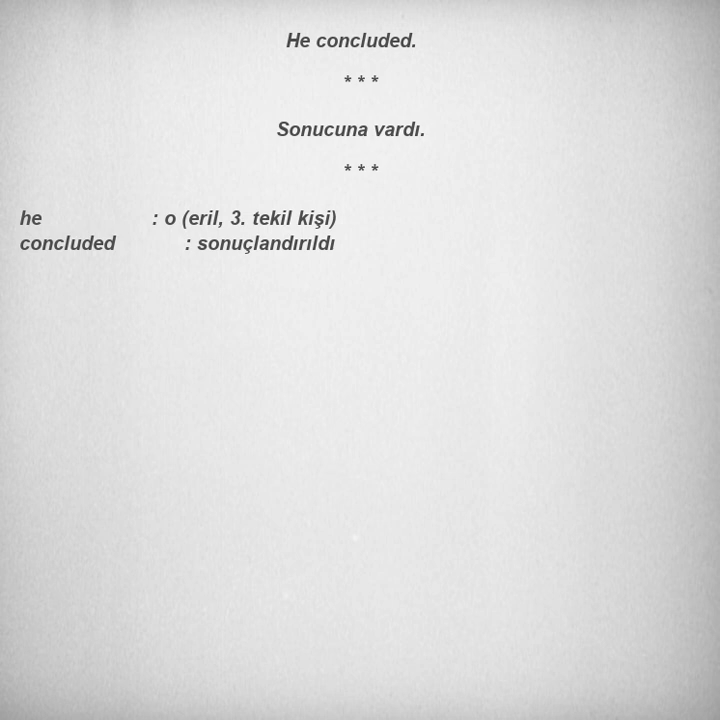 He concluded.
* * *
Sonucuna vardı.
* * *
he : o (eril, 3. tekil kişi)
concluded : sonuçlandırıldı